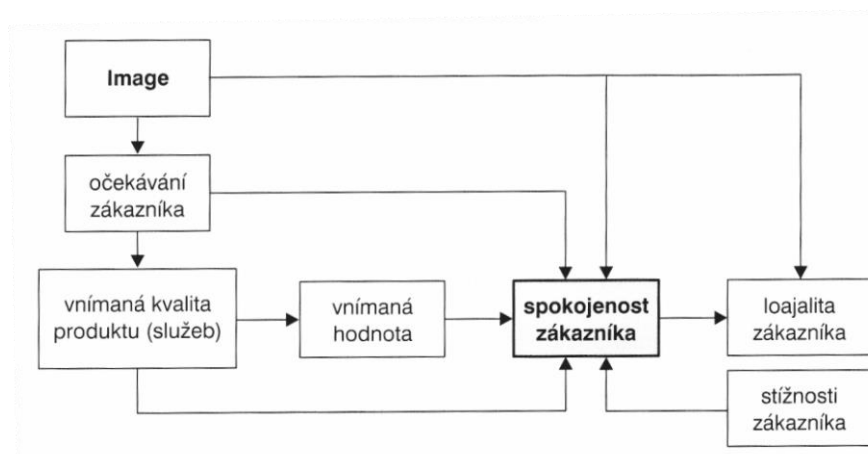 Image
očekávání
zákazníka
vnímaná kvalita
produktu (služeb)
vnímaná
hodnota
spokojenost
zákazníka
loajalita
zákazníka
stížnosti
zákazníka